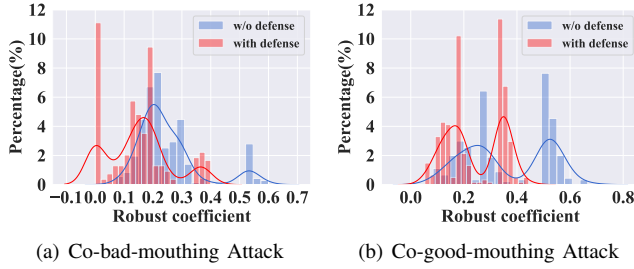 12
10
8
6
4
2
0
Percentage(%)
w/o defense
with defense
−0.1 0.0 0.1 0.2 0.3 0.4 0.5 0.6 0.7
Robust coefficient
(a) Co-bad-mouthing Attack
12
10
8
6
4
2
0
Percentage(%)
w/o defense
with defense
0.0 0.2 0.4 0.6 0.8
Robust coefficient
(b) Co-good-mouthing Attack